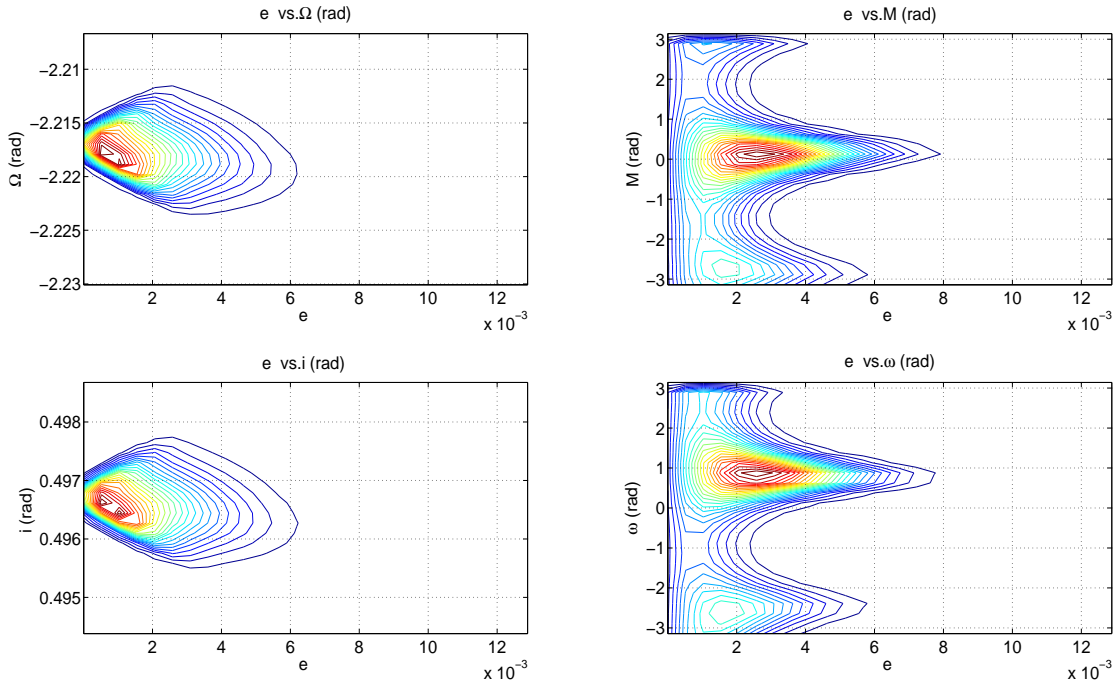 e vs.Ω (rad)
−2.21
−2.215
−2.22
−2.225
−2.23
Ω (rad)
2 4 6 8 10 12
e
x 10⁻³
e vs.M (rad)
3
2
1
0
−1
−2
−3
M (rad)
2 4 6 8 10 12
e
x 10⁻³
e vs.i (rad)
0.498
0.497
0.496
0.495
i (rad)
2 4 6 8 10 12
e
x 10⁻³
e vs.ω (rad)
3
2
1
0
−1
−2
−3
ω (rad)
2 4 6 8 10 12
e
x 10⁻³